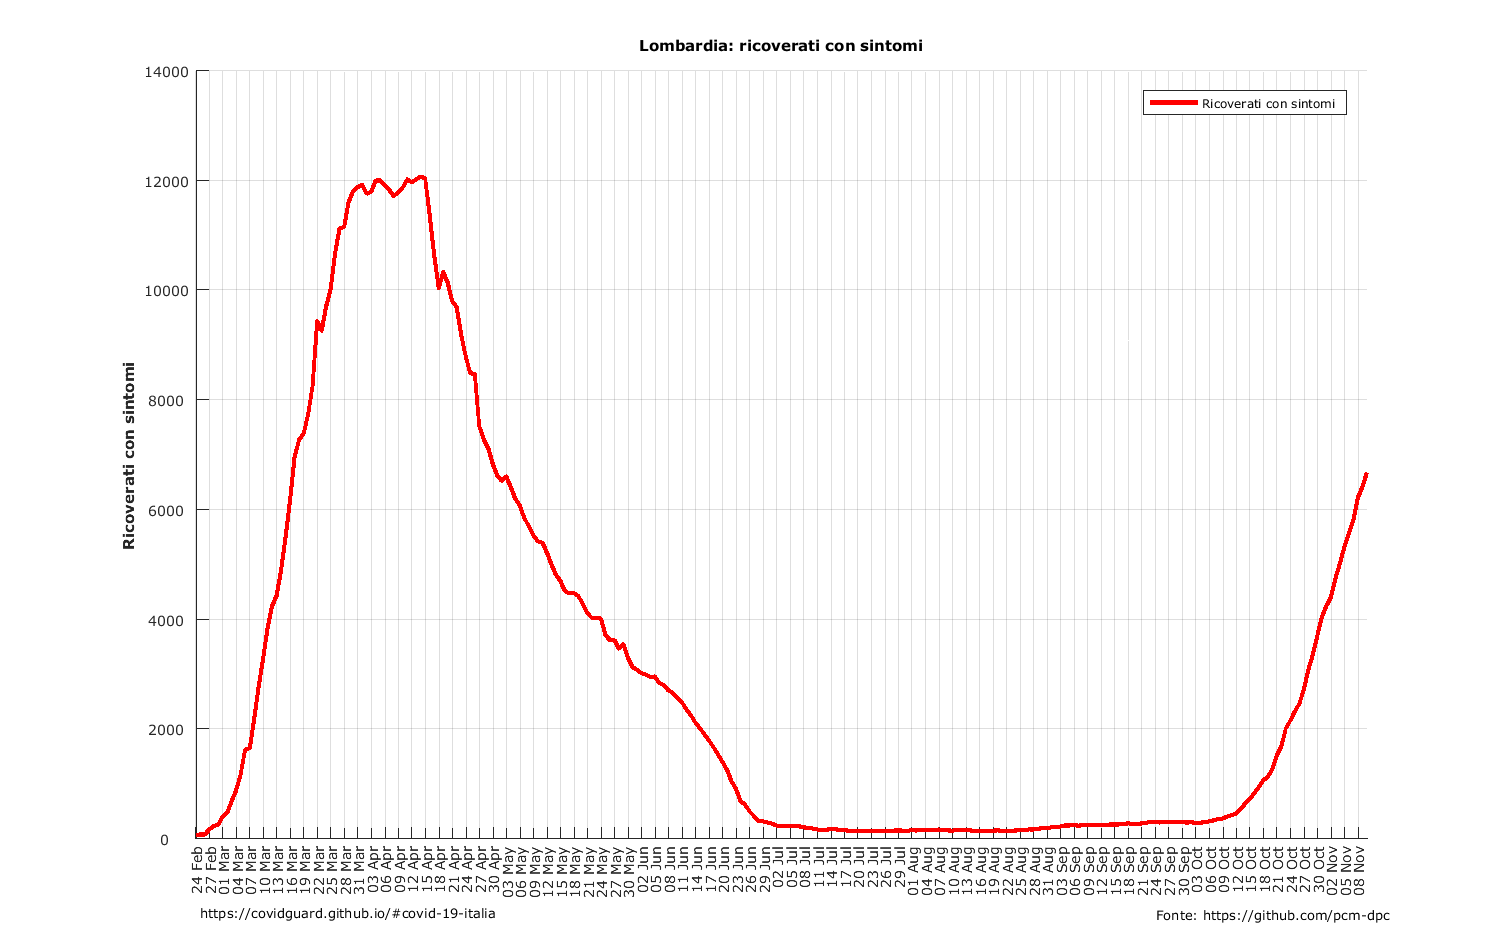 Lombardia: ricoverati con sintomi
14000
12000
10000
8000
6000
4000
2000
0
Ricoverati con sintomi
Ricoverati con sintomi
24 Feb
27 Feb
01 Mar
04 Mar
07 Mar
10 Mar
13 Mar
16 Mar
19 Mar
22 Mar
25 Mar
28 Mar
31 Mar
03 Apr
06 Apr
09 Apr
12 Apr
15 Apr
18 Apr
21 Apr
24 Apr
27 Apr
30 Apr
03 May
06 May
09 May
12 May
15 May
18 May
21 May
24 May
27 May
30 May
02 Jun
05 Jun
08 Jun
11 Jun
14 Jun
17 Jun
20 Jun
23 Jun
26 Jun
29 Jun
02 Jul
05 Jul
08 Jul
11 Jul
14 Jul
17 Jul
20 Jul
23 Jul
26 Jul
29 Jul
01 Aug
04 Aug
07 Aug
10 Aug
13 Aug
16 Aug
19 Aug
22 Aug
25 Aug
28 Aug
31 Aug
03 Sep
06 Sep
09 Sep
12 Sep
15 Sep
18 Sep
21 Sep
24 Sep
27 Sep
30 Sep
03 Oct
06 Oct
09 Oct
12 Oct
15 Oct
18 Oct
21 Oct
24 Oct
27 Oct
30 Oct
02 Nov
05 Nov
08 Nov
https://covidguard.github.io/#covid-19-italia
Fonte: https://github.com/pcm-dpc